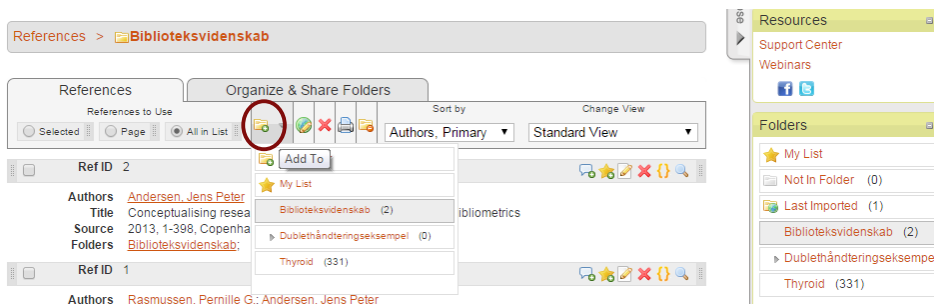 References > Biblioteksvidenskab
References
Organize & Share Folders
References to Use
Selected
Page
All in List
Sort by
Authors, Primary
Change View
Standard View
Add To
My List
Biblioteksvidenskab (2)
Dublethåndteringseksempel (0)
Thyroid (331)
Ref ID 2
Authors Andersen, Jens Peter
Title Conceptualising resea ibliometrics
Source 2013, 1-398, Copenha
Folders Biblioteksvidenskab;
Ref ID 1
Authors Rasmussen, Pernille G.; Andersen, Jens Peter
Resources
Support Center
Webinars
Folders
My List
Not In Folder (0)
Last Imported (1)
Biblioteksvidenskab (2)
Dublethåndteringseksempe
Thyroid (331)